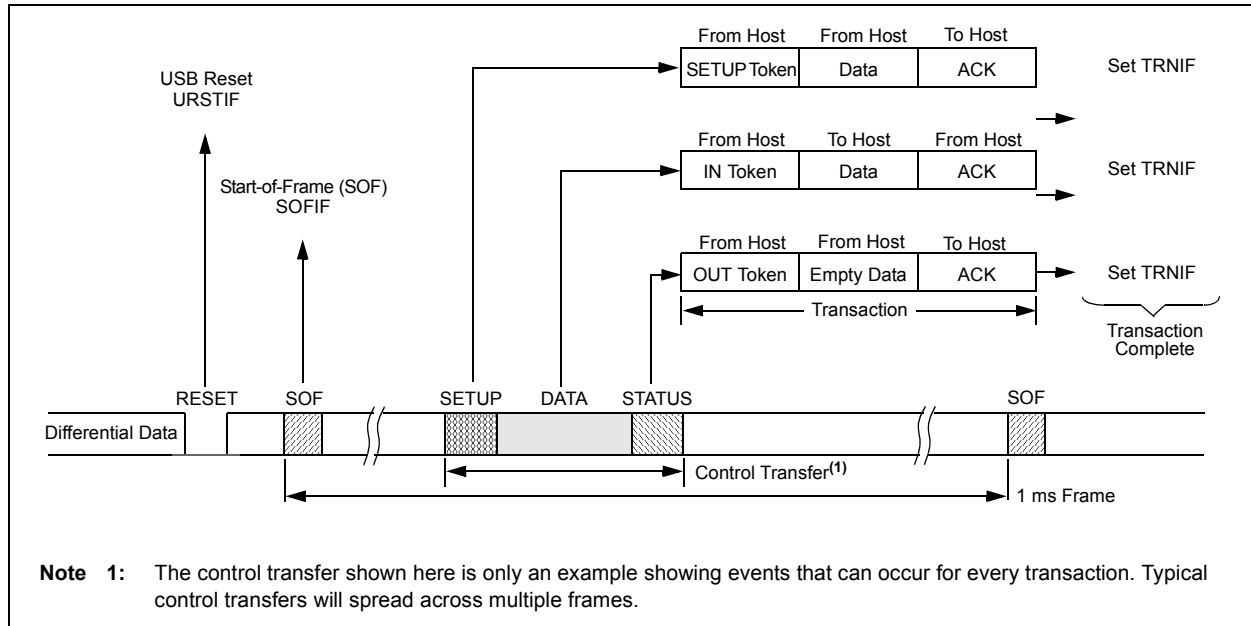 From Host From Host To Host
SETUP Token Data ACK Set TRNIF
USB Reset
URSTIF
From Host To Host From Host
IN Token Data ACK Set TRNIF
Start-of-Frame (SOF)
SOFIF
From Host From Host To Host
OUT Token Empty Data ACK Set TRNIF
Transaction
Transaction
Complete
RESET SOF SETUP DATA STATUS SOF
Differential Data
Control Transfer(1)
1 ms Frame
Note 1: The control transfer shown here is only an example showing events that can occur for every transaction. Typical
control transfers will spread across multiple frames.